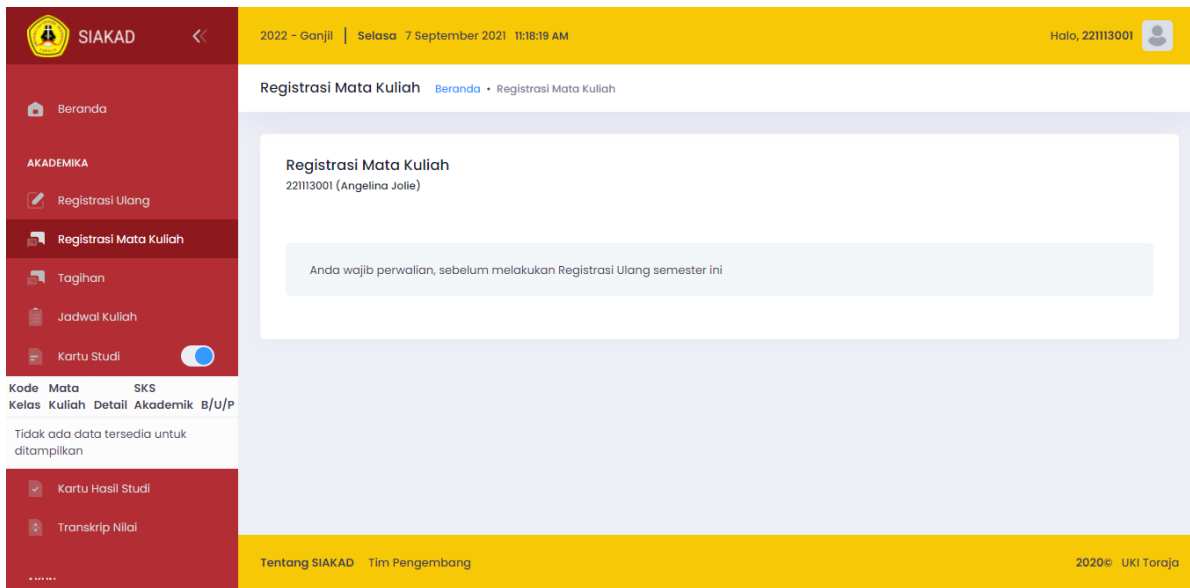 SIAKAD
2022 - Ganjil | Selasa 7 September 2021 11:18:19 AM
Halo, 221113001
Registrasi Mata Kuliah Beranda • Registrasi Mata Kuliah
Beranda
AKADEMIKA
Registrasi Ulang
Registrasi Mata Kuliah
Tagihan
Jadwal Kuliah
Kartu Studi
Kode Mata SKS
Kelas Kuliah Detail Akademik B/U/P
Tidak ada data tersedia untuk
ditampilkan
Kartu Hasil Studi
Transkrip Nilai
Registrasi Mata Kuliah
221113001 (Angelina Jolie)
Anda wajib perwalian, sebelum melakukan Registrasi Ulang semester ini
Tentang SIAKAD Tim Pengembang
2020© UKI Toraja